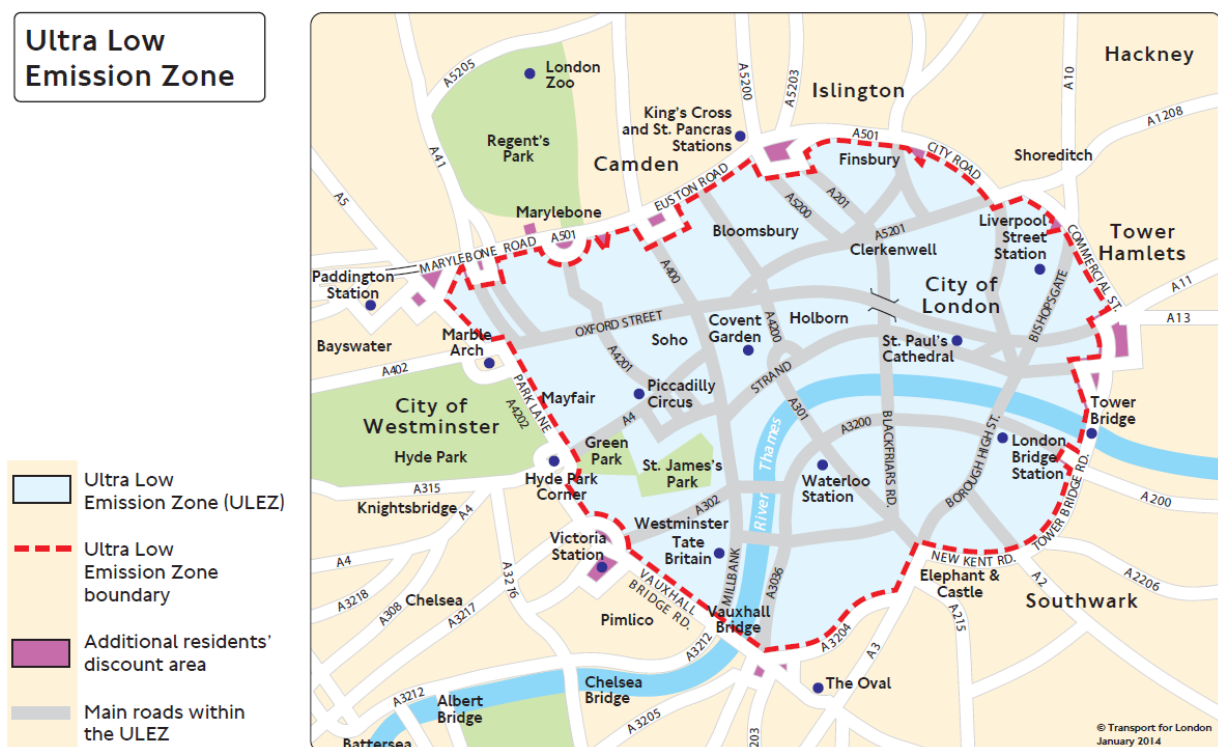 Ultra Low
Emission Zone
Ultra Low
Emission Zone (ULEZ)
Ultra Low
Emission Zone
boundary
Additional residents'
discount area
Main roads within
the ULEZ
Hackney
A10
A1208
A5205
London
Zoo
A5200
A5203
Islington
King's Cross
and St. Pancras
Stations
A501
Regent's
Park
A41
Camden
Finsbury
CITY ROAD
Shoreditch
EUSTON ROAD
A5
A201
A5200
Marylebone
A501
Bloomsbury
A5201
Clerkenwell
Liverpool
Street
Station
COMMERCIAL ST.
Tower
Hamlets
MARYLEBONE ROAD
Paddington
Station
A400
City of
London
BISHOPSGATE
A11
A13
OXFORD STREET
Covent
Garden
A4200
Holborn
Marble
Arch
Bayswater
Soho
St. Paul's
Cathedral
A402
A4201
PARK LANE
A4202
Mayfair
Piccadilly
Circus
STRAND
City of
Westminster
A4
Hyde Park
Green
Park
A301
A3200
BLACKFRIARS RD.
BOROUGH HIGH ST.
Tower
Bridge
London
Bridge
Station
River Thames
St. James's
Park
Waterloo
Station
Hyde Park
Corner
A315
Knightsbridge
A4
A302
A200
TOWER BRIDGE RD.
Westminster
Tate
Britain
Victoria
Station
A4
MILLBANK
A3036
NEW KENT RD.
A2
A2206
VAUXHALL
BRIDGE RD.
A3276
A3218
A308
Chelsea
A3217
Elephant &
Castle
Southwark
A215
Pimlico
Vauxhall
Bridge
A3212
A3204
A3
The Oval
Chelsea
Bridge
A3212
Albert
Bridge
A3205
Battersea
© Transport for London
January 2014